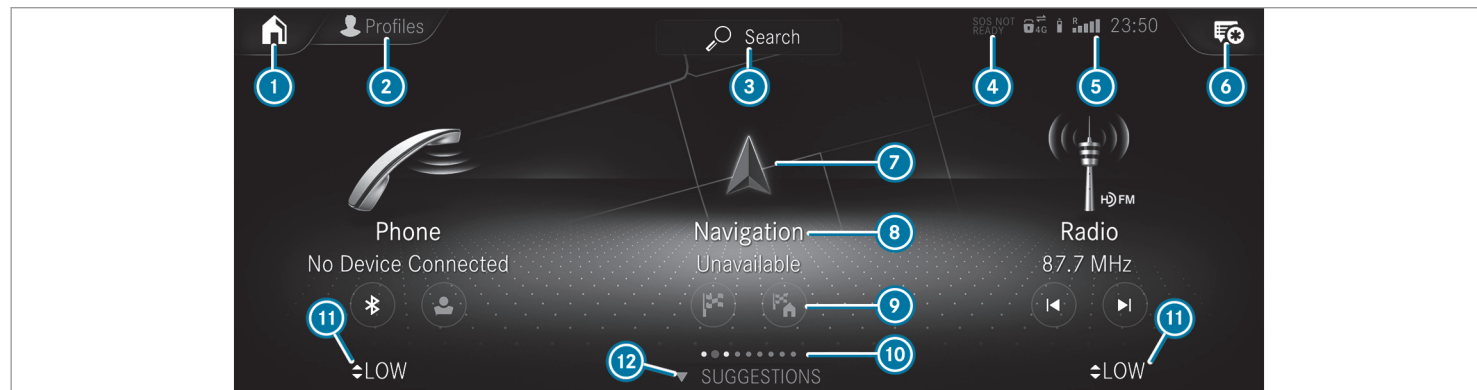 Profiles
Search
SOS NOT
READY
4G
R
23:50
1
2
3
4
5
6
7
HD FM
Phone
Navigation
8
Radio
No Device Connected
Unavailable
87.7 MHz
9
11
11
10
12
LOW
SUGGESTIONS
LOW